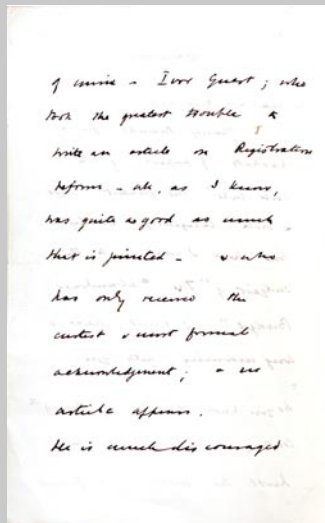 of mine – Ivor Guest; who
took the greatest trouble to
write an article on Registration
Reform – wh, as I know,
was quite as good as much
that is printed – & who
has only received the
curtest & most formal
acknowledgement; & no
article appears.
He is much discouraged